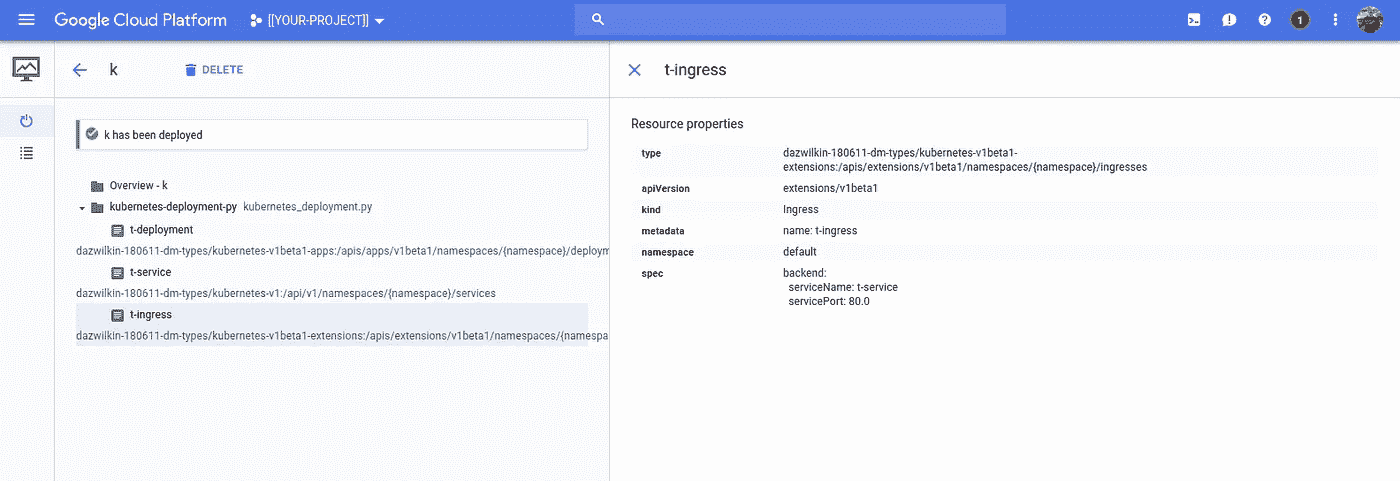 Google Cloud Platform [[YOUR-PROJECT]] 1
k DELETE
k has been deployed
Overview - k
kubernetes-deployment-py kubernetes_deployment.py
t-deployment
dazwilkin-180611-dm-types/kubernetes-v1beta1-apps:/apis/apps/v1beta1/namespaces/{namespace}/deploym
t-service
dazwilkin-180611-dm-types/kubernetes-v1:/api/v1/namespaces/{namespace}/services
t-ingress
dazwilkin-180611-dm-types/kubernetes-v1beta1-extensions:/apis/extensions/v1beta1/namespaces/{namespa
t-ingress
Resource properties
type dazwilkin-180611-dm-types/kubernetes-v1beta1-
extensions:/apis/extensions/v1beta1/namespaces/{namespace}/ingresses
apiVersion extensions/v1beta1
kind Ingress
metadata name: t-ingress
namespace default
spec backend:
serviceName: t-service
servicePort: 80.0